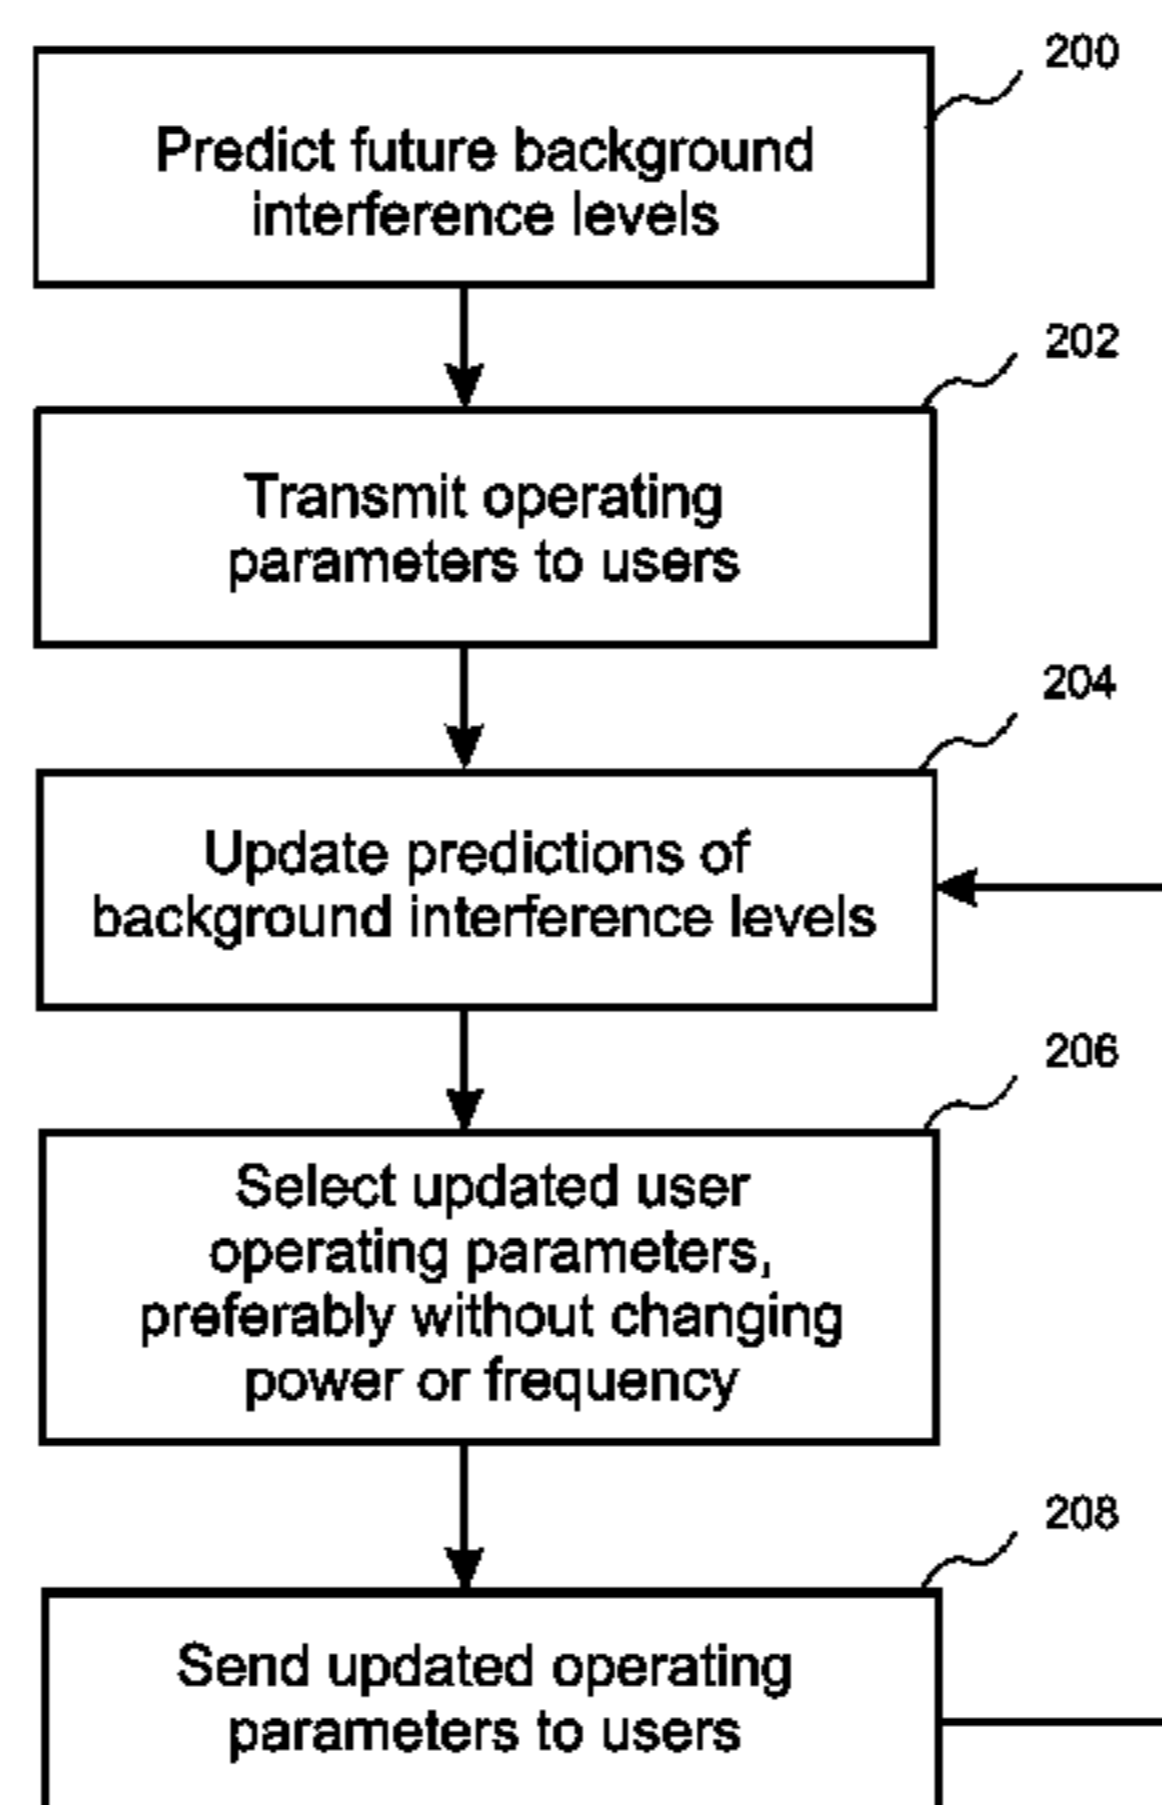 200
Predict future background
interference levels
202
Transmit operating
parameters to users
204
Update predictions of
background interference levels
206
Select updated user
operating parameters,
preferably without changing
power or frequency
208
Send updated operating
parameters to users